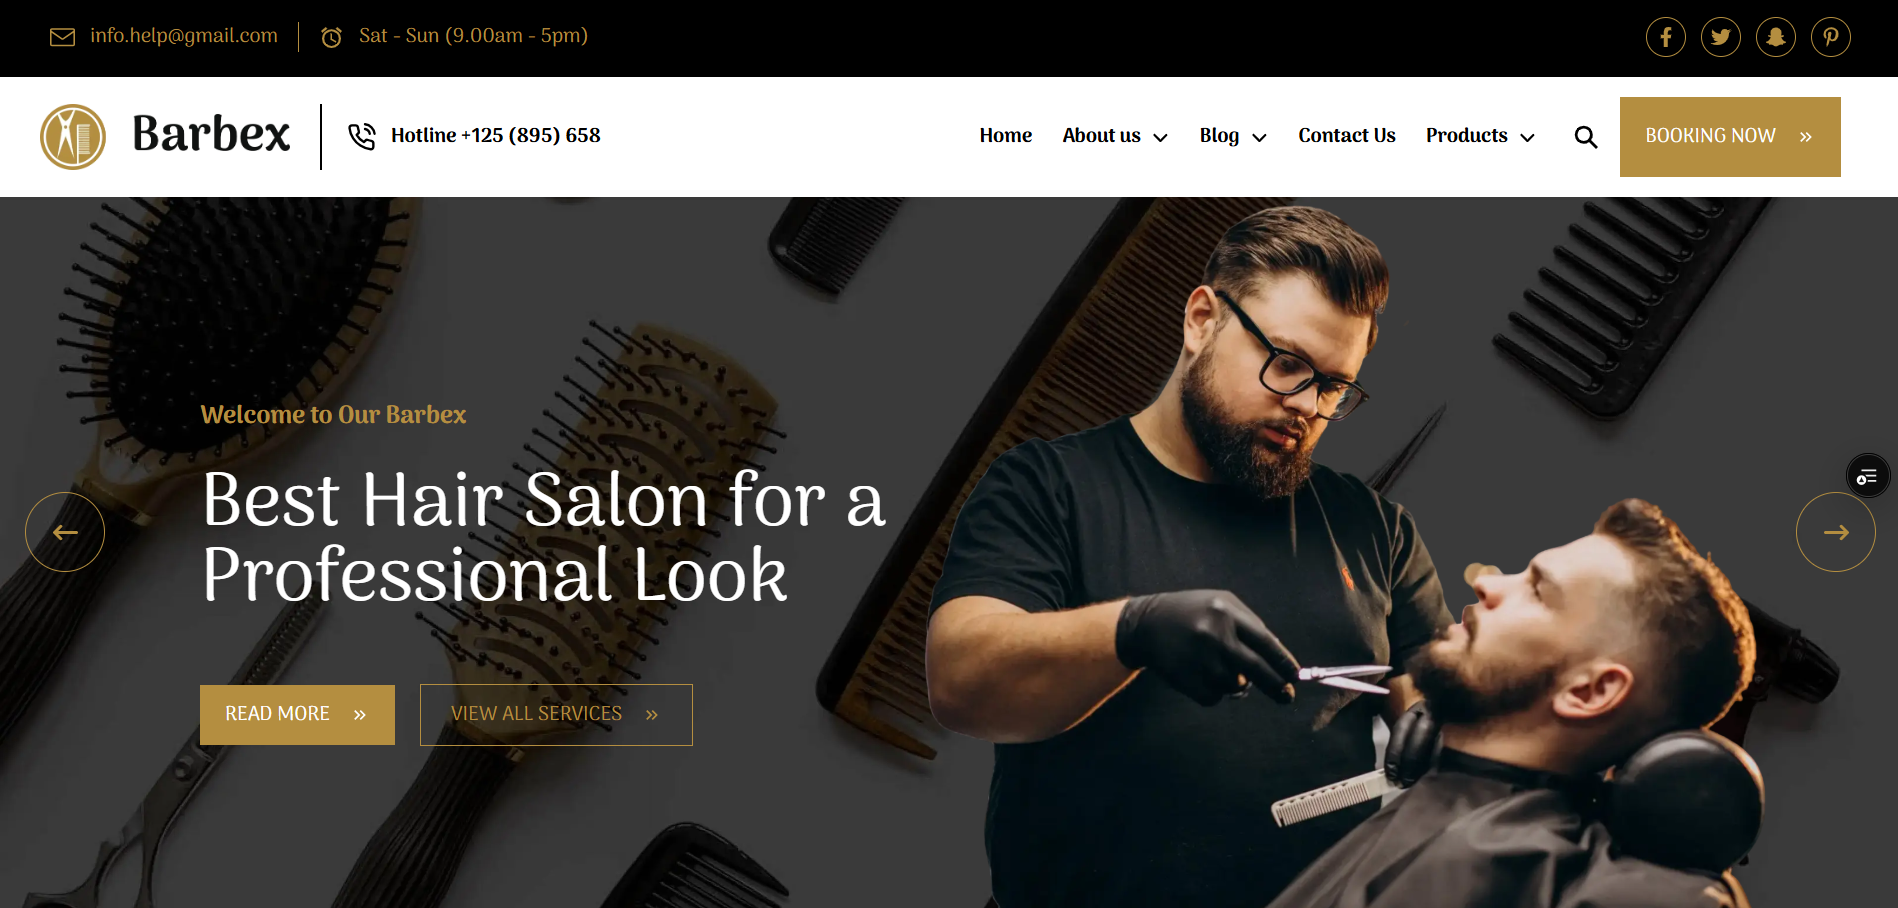 info.help@gmail.com
Sat - Sun (9.00am - 5pm)
Barbex
Hotline +125 (895) 658
Home
About us
Blog
Contact Us
Products
BOOKING NOW »
Welcome to Our Barbex
Best Hair Salon for a
Professional Look
READ MORE »
VIEW ALL SERVICES »